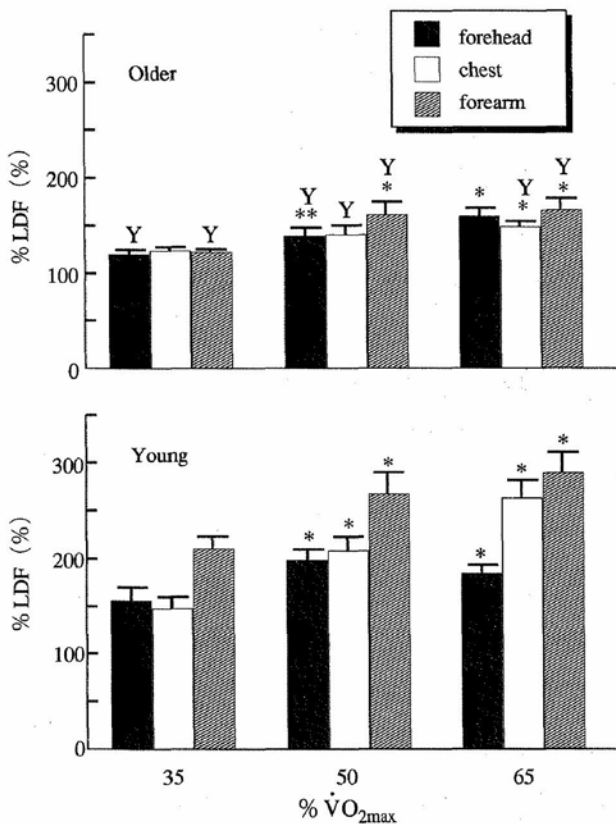 forehead
chest
forearm
Older
300
200
100
0
% LDF (%)
Y Y
Y Y Y
** *
* Y Y
* *
Young
300
200
100
0
% LDF (%)
* * *
* * *
35 50 65
% V̇O2max